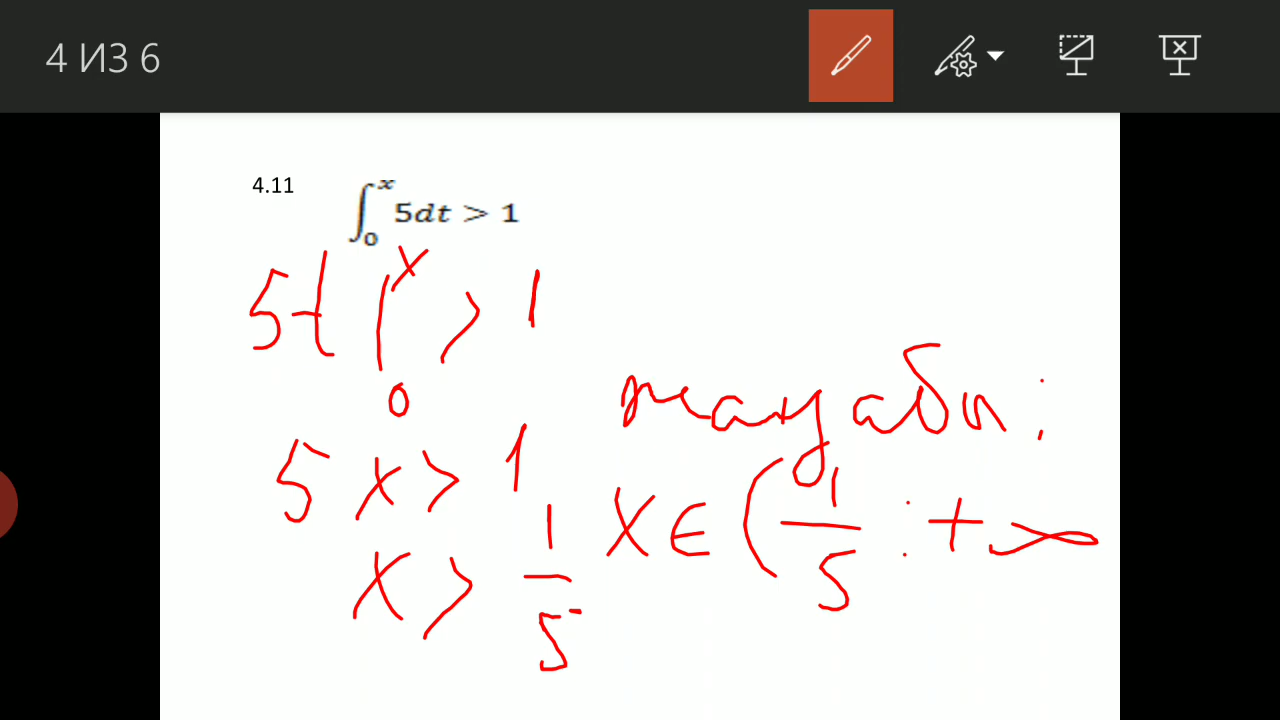 4 ИЗ 6
4.11 ∫₀ˣ 5dt > 1
5t |₀ˣ > 1
5x > 1
x > 1/5
жауабы:
x ∈ (1/5 ; +∞